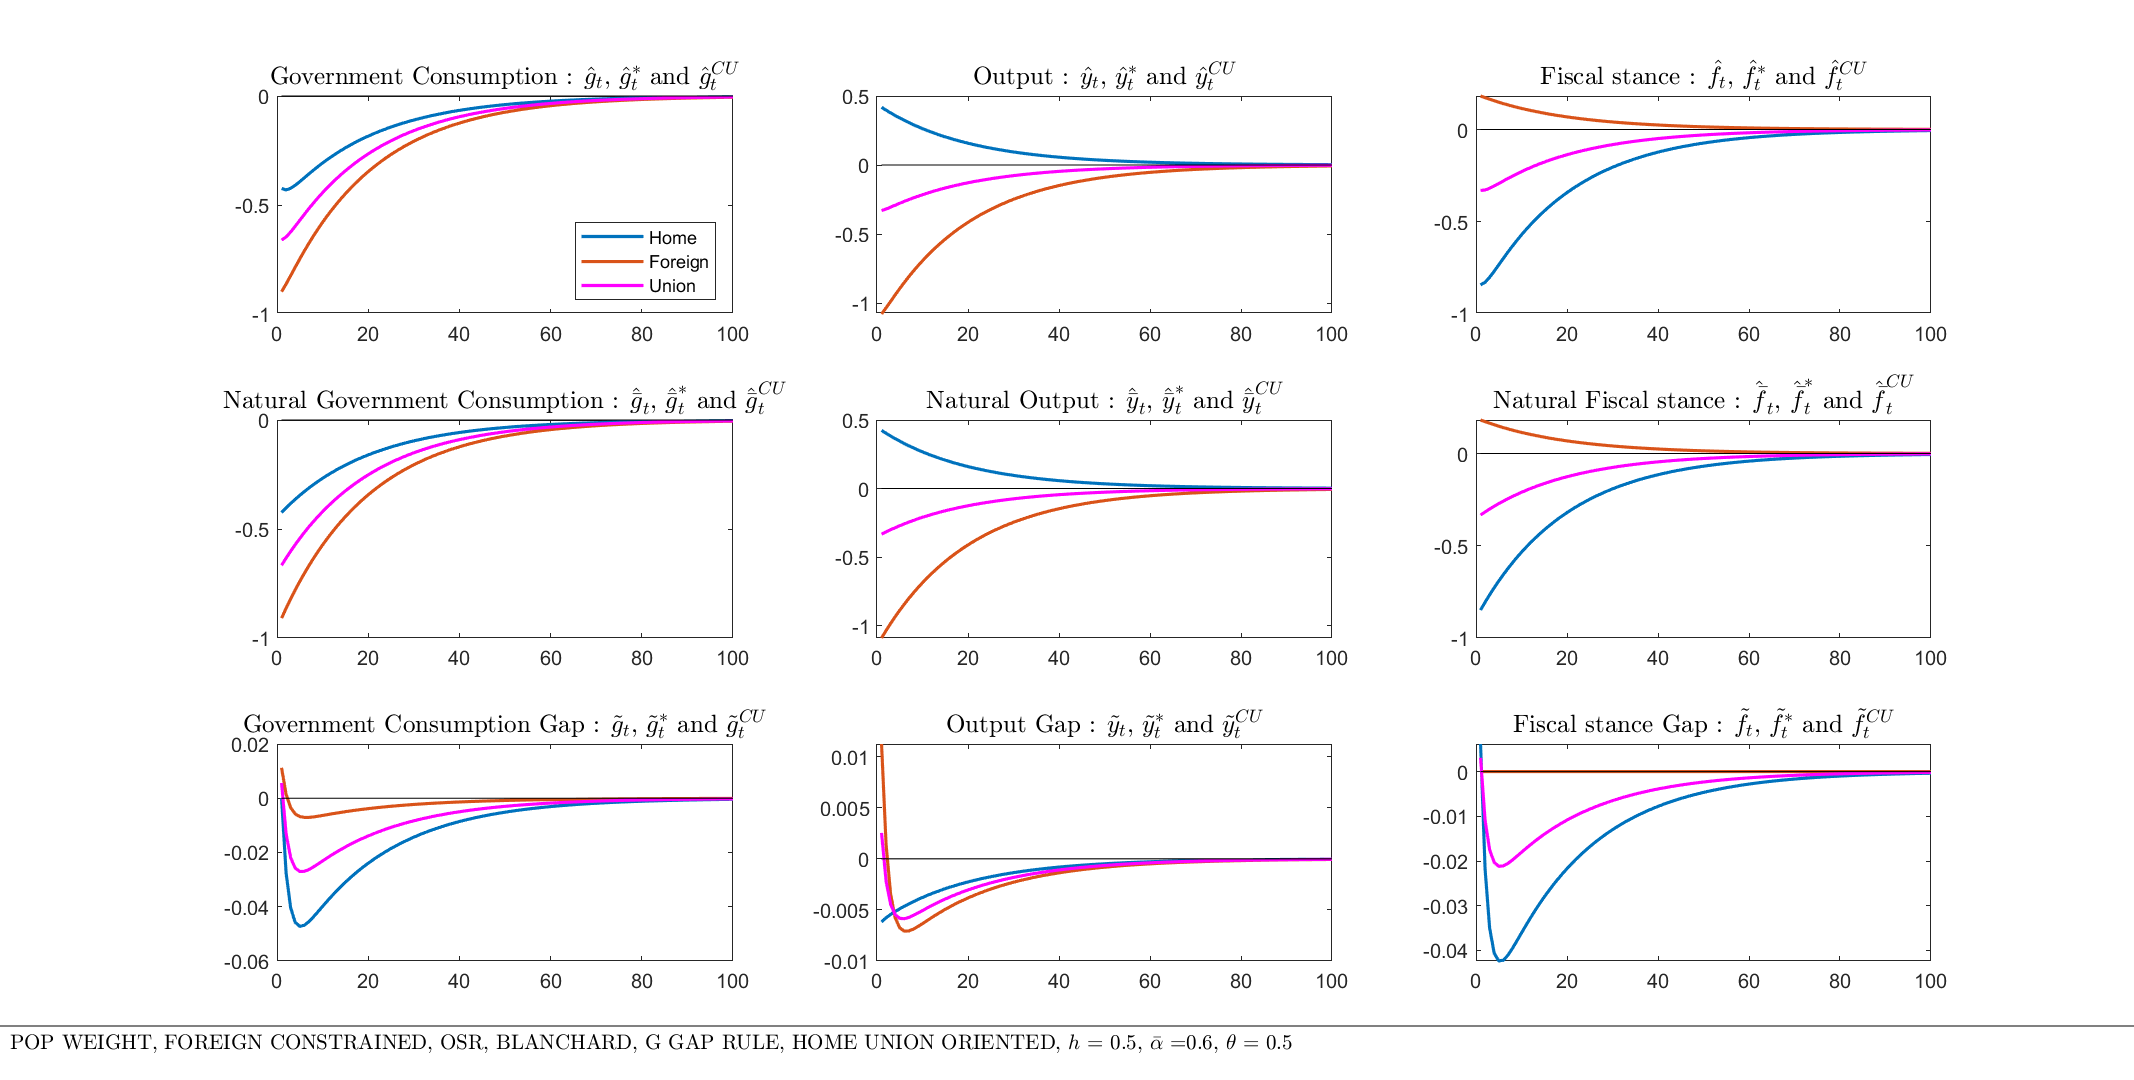 Government Consumption : ĝₜ, ĝₜ* and ĝₜᶜᵁ
0
-0.5
-1
0 20 40 60 80 100
Home
Foreign
Union
Output : ŷₜ, ŷₜ* and ŷₜᶜᵁ
0.5
0
-0.5
-1
0 20 40 60 80 100
Fiscal stance : f̂ₜ, f̂ₜ* and f̂ₜᶜᵁ
0
-0.5
-1
0 20 40 60 80 100
Natural Government Consumption : ḡ̂ₜ, ḡ̂ₜ* and ḡ̂ₜᶜᵁ
0
-0.5
-1
0 20 40 60 80 100
Natural Output : ȳ̂ₜ, ȳ̂ₜ* and ȳ̂ₜᶜᵁ
0.5
0
-0.5
-1
0 20 40 60 80 100
Natural Fiscal stance : f̄̂ₜ, f̄̂ₜ* and f̄̂ₜᶜᵁ
0
-0.5
-1
0 20 40 60 80 100
Government Consumption Gap : g̃ₜ, g̃ₜ* and g̃ₜᶜᵁ
0.02
0
-0.02
-0.04
-0.06
0 20 40 60 80 100
Output Gap : ỹₜ, ỹₜ* and ỹₜᶜᵁ
0.01
0.005
0
-0.005
-0.01
0 20 40 60 80 100
Fiscal stance Gap : f̃ₜ, f̃ₜ* and f̃ₜᶜᵁ
0
-0.01
-0.02
-0.03
-0.04
0 20 40 60 80 100
POP WEIGHT, FOREIGN CONSTRAINED, OSR, BLANCHARD, G GAP RULE, HOME UNION ORIENTED, h = 0.5, ᾱ =0.6, θ = 0.5